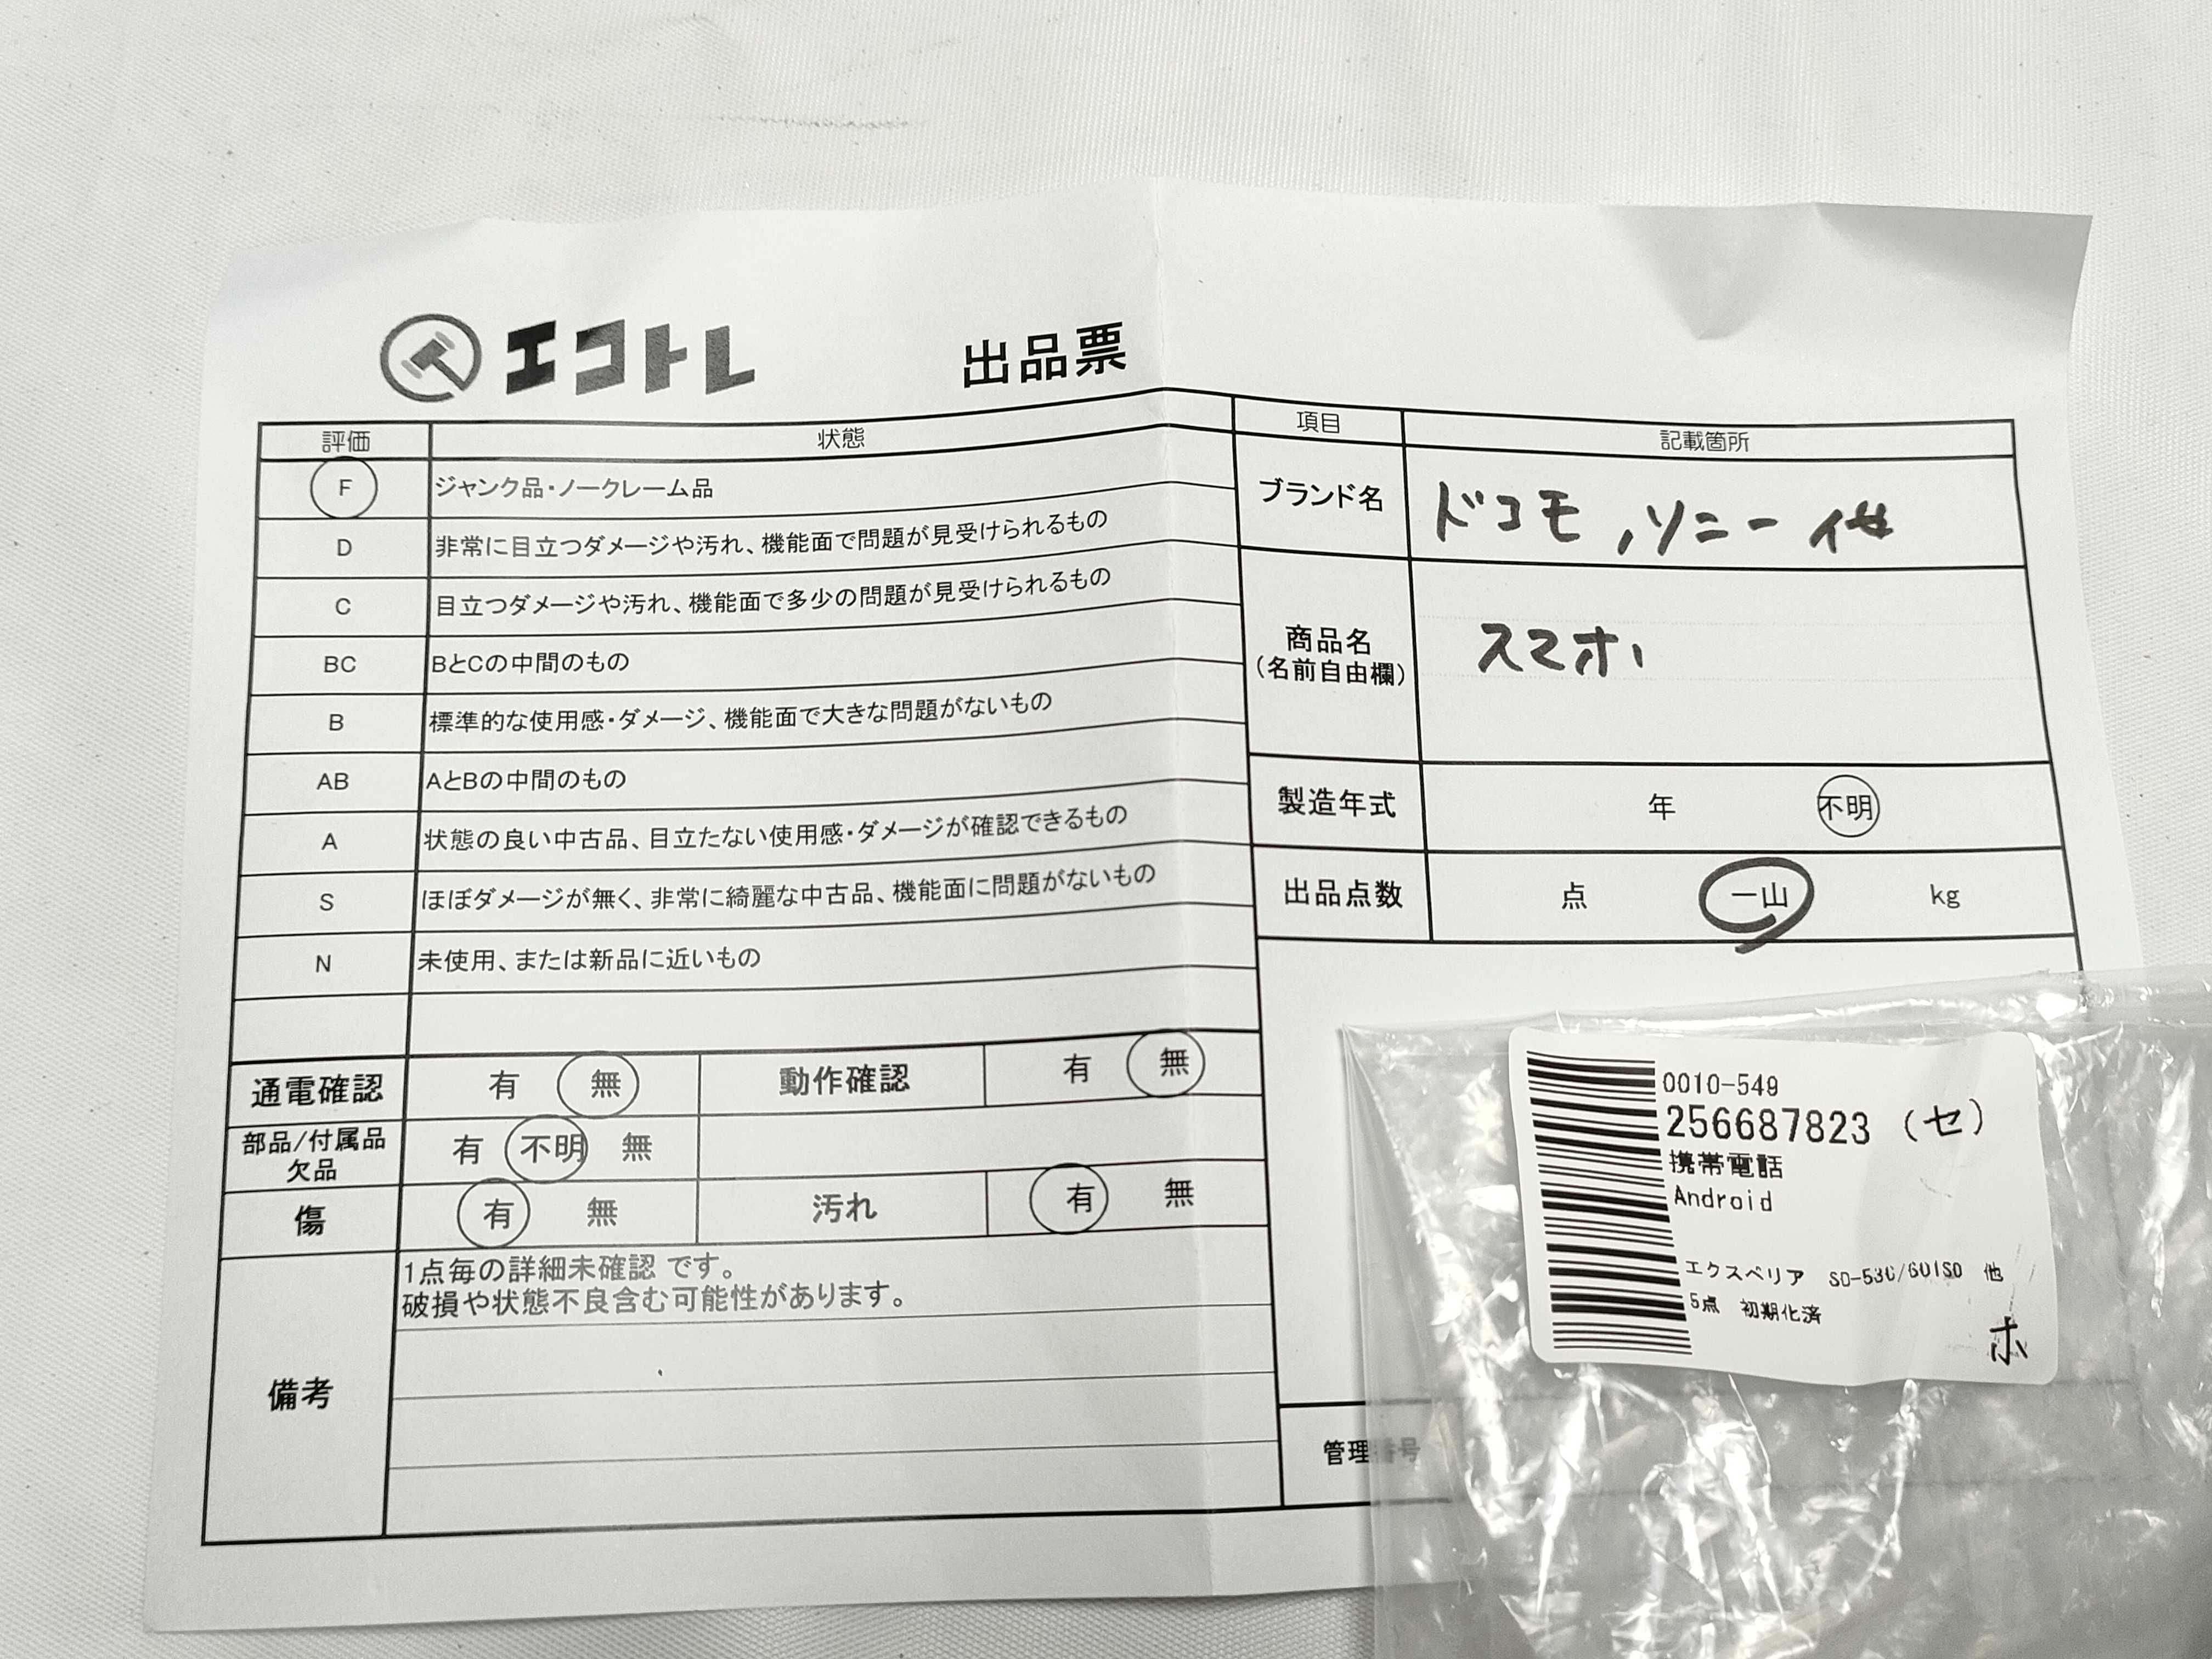 エコトレ
出品票
評価 状態
F ジャンク品・ノークレーム品
D 非常に目立つダメージや汚れ、機能面で問題が見受けられるもの
C 目立つダメージや汚れ、機能面で多少の問題が見受けられるもの
BC BとCの中間のもの
B 標準的な使用感・ダメージ、機能面で大きな問題がないもの
AB AとBの中間のもの
A 状態の良い中古品、目立たない使用感・ダメージが確認できるもの
S ほぼダメージが無く、非常に綺麗な中古品、機能面に問題がないもの
N 未使用、または新品に近いもの
通電確認 有 無 動作確認 有 無
部品/付属品
欠品 有 不明 無
傷 有 無 汚れ 有 無
備考
1点毎の詳細未確認 です。
破損や状態不良含む可能性があります。
項目 記載箇所
ブランド名 ドコモ,ソニー 他
商品名
(名前自由欄) スマホ
製造年式 年 不明
出品点数 点 一山 kg
管理番号
0010-549
256687823 (セ)
携帯電話
Android
エクスペリア 他
5点 初期化済
ホ